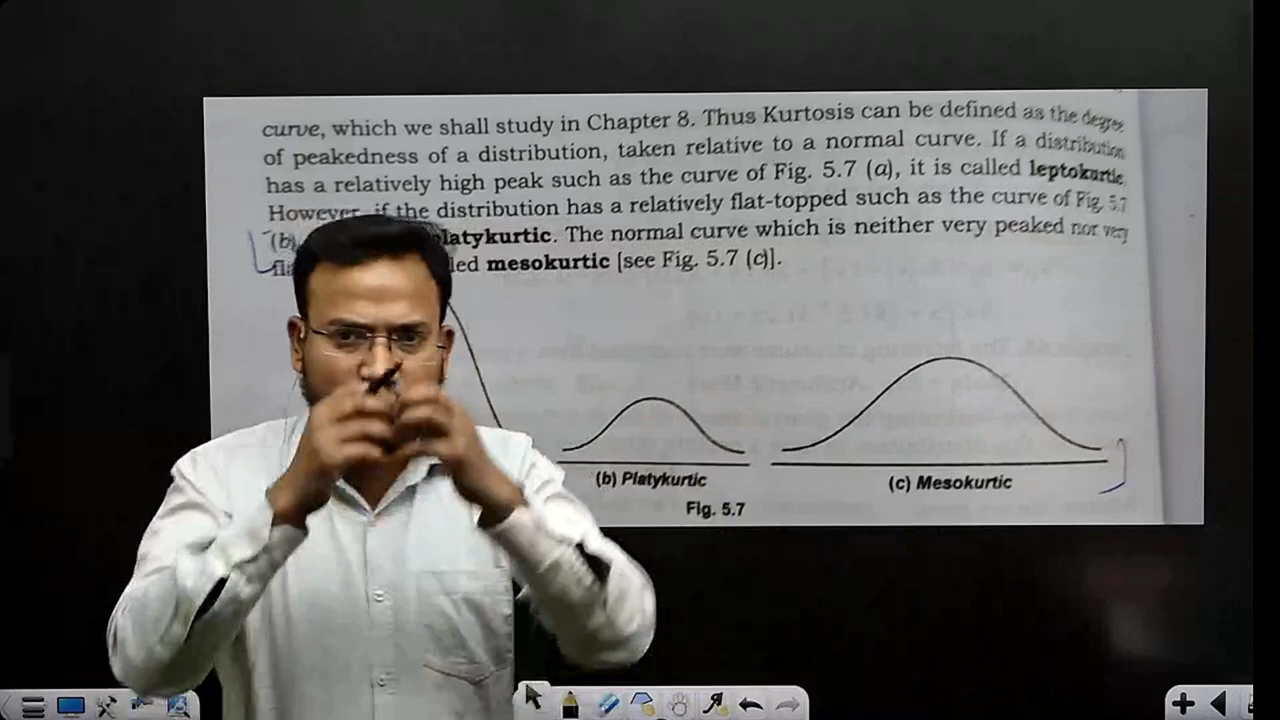 curve, which we shall study in Chapter 8. Thus Kurtosis can be defined as the degree
of peakedness of a distribution, taken relative to a normal curve. If a distribution
has a relatively high peak such as the curve of Fig. 5.7 (a), it is called leptokurtic
However, if the distribution has a relatively flat-topped such as the curve of Fig. 5.7
(b) latykurtic. The normal curve which is neither very peaked nor very
fla led mesokurtic [see Fig. 5.7 (c)].
(b) Platykurtic
(c) Mesokurtic
Fig. 5.7